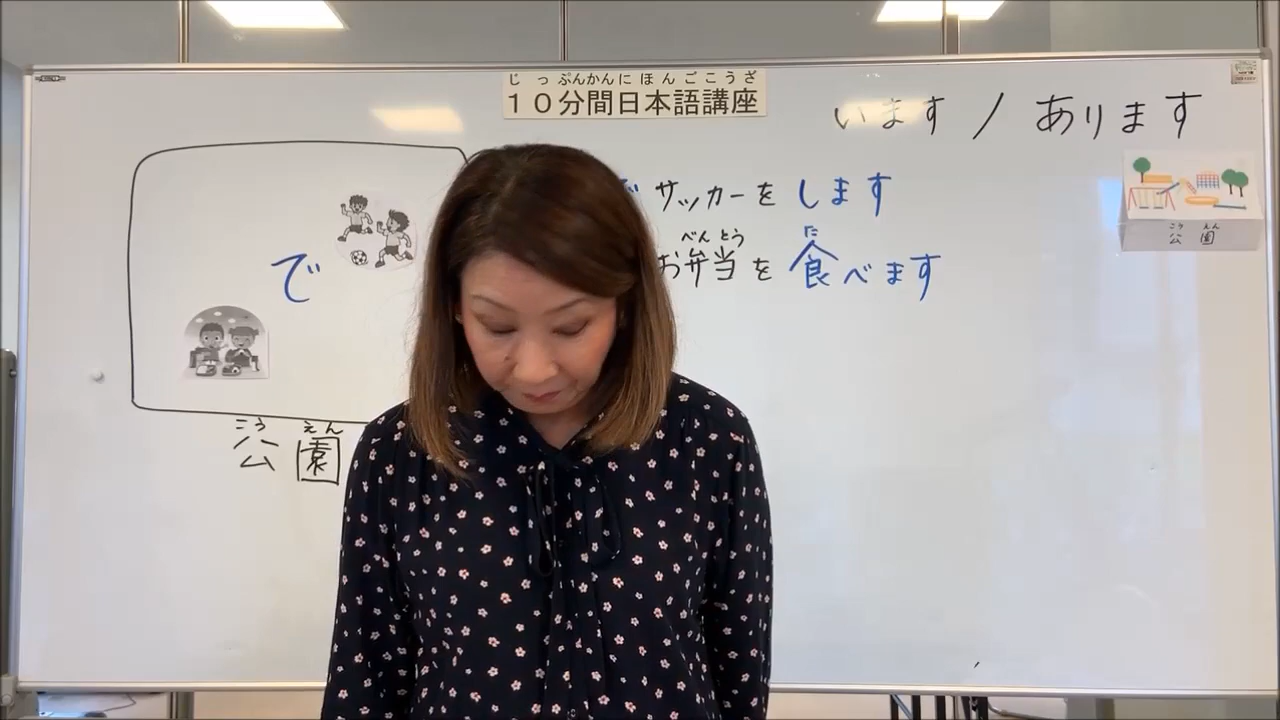 じっぷんかんにほんごこうざ
10分間日本語講座
います / あります
で サッカーを します
べんとう た
お弁当を 食べます
で
こうえん
公園
こうえん
公園